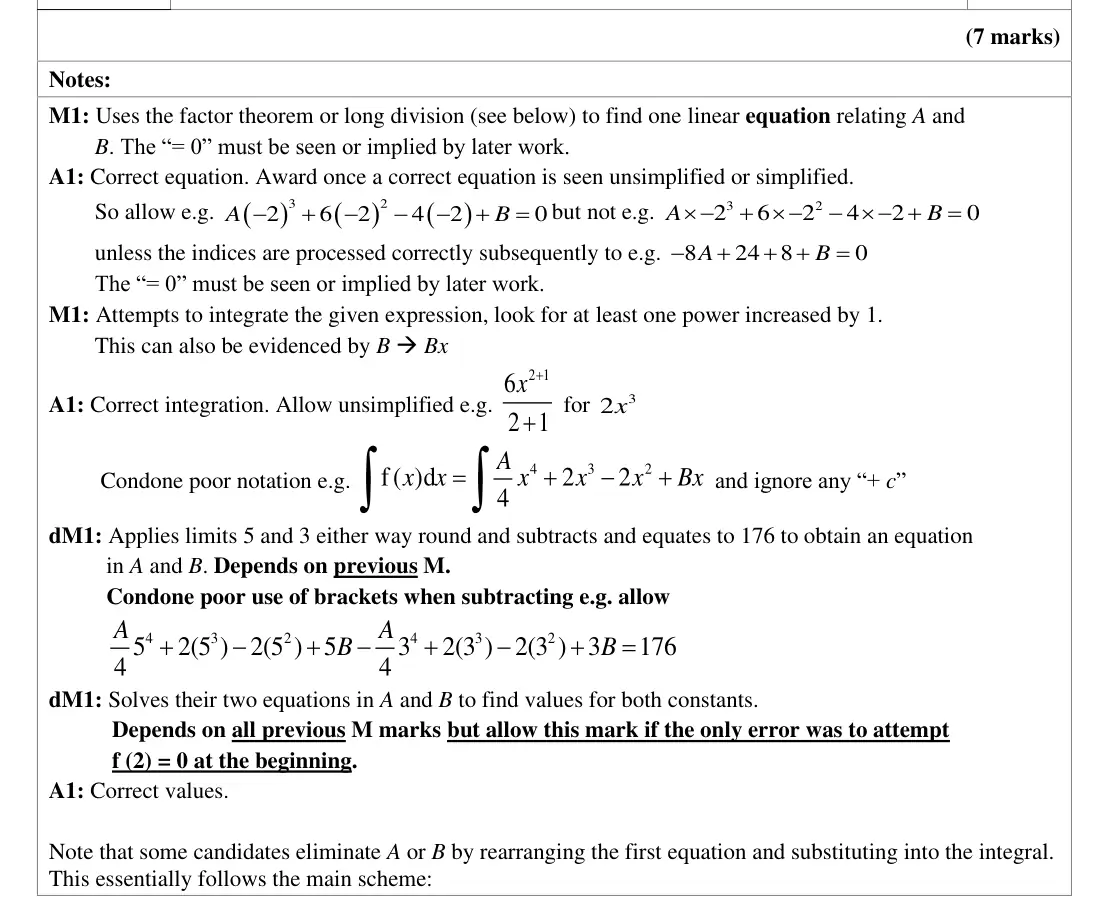 (7 marks)
Notes:
M1: Uses the factor theorem or long division (see below) to find one linear equation relating A and
B. The “= 0” must be seen or implied by later work.
A1: Correct equation. Award once a correct equation is seen unsimplified or simplified.
So allow e.g. A(−2)³ + 6(−2)² − 4(−2) + B = 0 but not e.g. A × −2³ + 6 × −2² − 4 × −2 + B = 0
unless the indices are processed correctly subsequently to e.g. −8A + 24 + 8 + B = 0
The “= 0” must be seen or implied by later work.
M1: Attempts to integrate the given expression, look for at least one power increased by 1.
This can also be evidenced by B → Bx
A1: Correct integration. Allow unsimplified e.g. 6x²⁺¹/(2+1) for 2x³
Condone poor notation e.g. ∫f(x)dx = ∫ A/4 x⁴ + 2x³ − 2x² + Bx and ignore any “+ c”
dM1: Applies limits 5 and 3 either way round and subtracts and equates to 176 to obtain an equation
in A and B. Depends on previous M.
Condone poor use of brackets when subtracting e.g. allow
A/4 5⁴ + 2(5³) − 2(5²) + 5B − A/4 3⁴ + 2(3³) − 2(3²) + 3B = 176
dM1: Solves their two equations in A and B to find values for both constants.
Depends on all previous M marks but allow this mark if the only error was to attempt
f (2) = 0 at the beginning.
A1: Correct values.
Note that some candidates eliminate A or B by rearranging the first equation and substituting into the integral.
This essentially follows the main scheme: